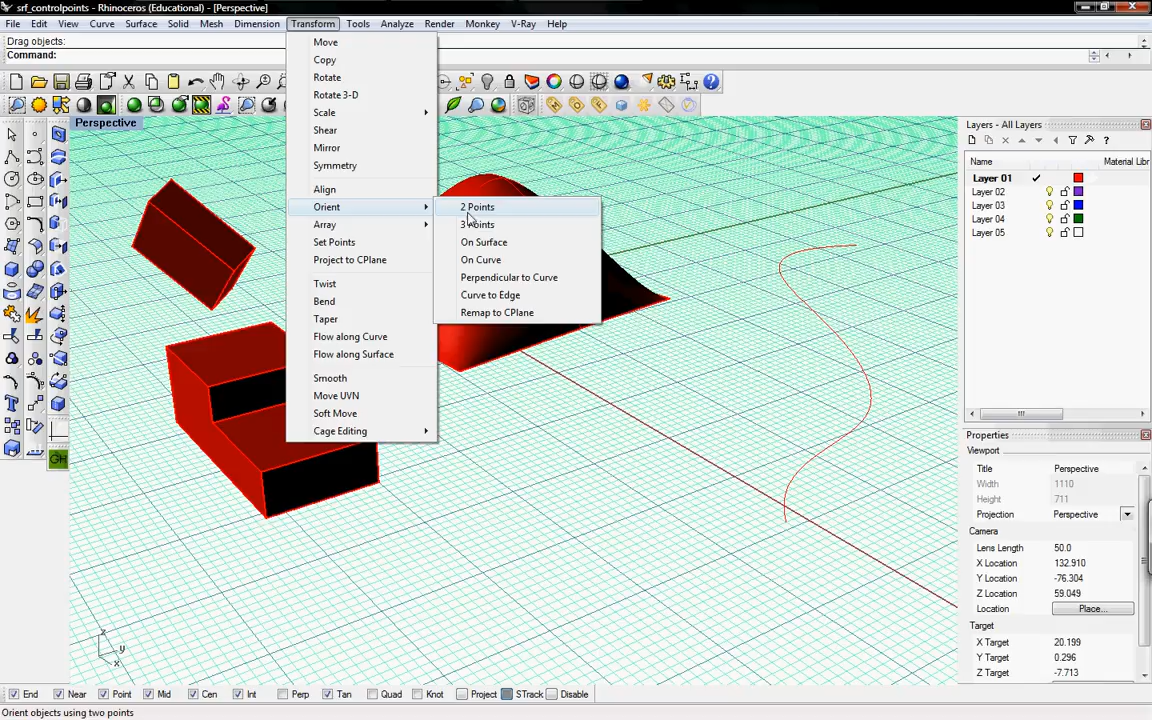 srf_controlpoints - Rhinoceros (Educational) - [Perspective]
File Edit View Curve Surface Solid Mesh Dimension Transform Tools Analyze Render Monkey V-Ray Help
Drag objects:
Command:
Perspective
Move
Copy
Rotate
Rotate 3-D
Scale
Shear
Mirror
Symmetry
Align
Orient
Array
Set Points
Project to CPlane
Twist
Bend
Taper
Flow along Curve
Flow along Surface
Smooth
Move UVN
Soft Move
Cage Editing
2 Points
3 Points
On Surface
On Curve
Perpendicular to Curve
Curve to Edge
Remap to CPlane
Layers - All Layers
Name Material Libr
Layer 01
Layer 02
Layer 03
Layer 04
Layer 05
Properties
Viewport
Title Perspective
Width 1110
Height 711
Projection Perspective
Camera
Lens Length 50.0
X Location 132.910
Y Location -76.304
Z Location 59.049
Location Place...
Target
X Target 20.199
Y Target 0.296
Z Target -7.713
z
y
x
End Near Point Mid Cen Int Perp Tan Quad Knot Project STrack Disable
Orient objects using two points